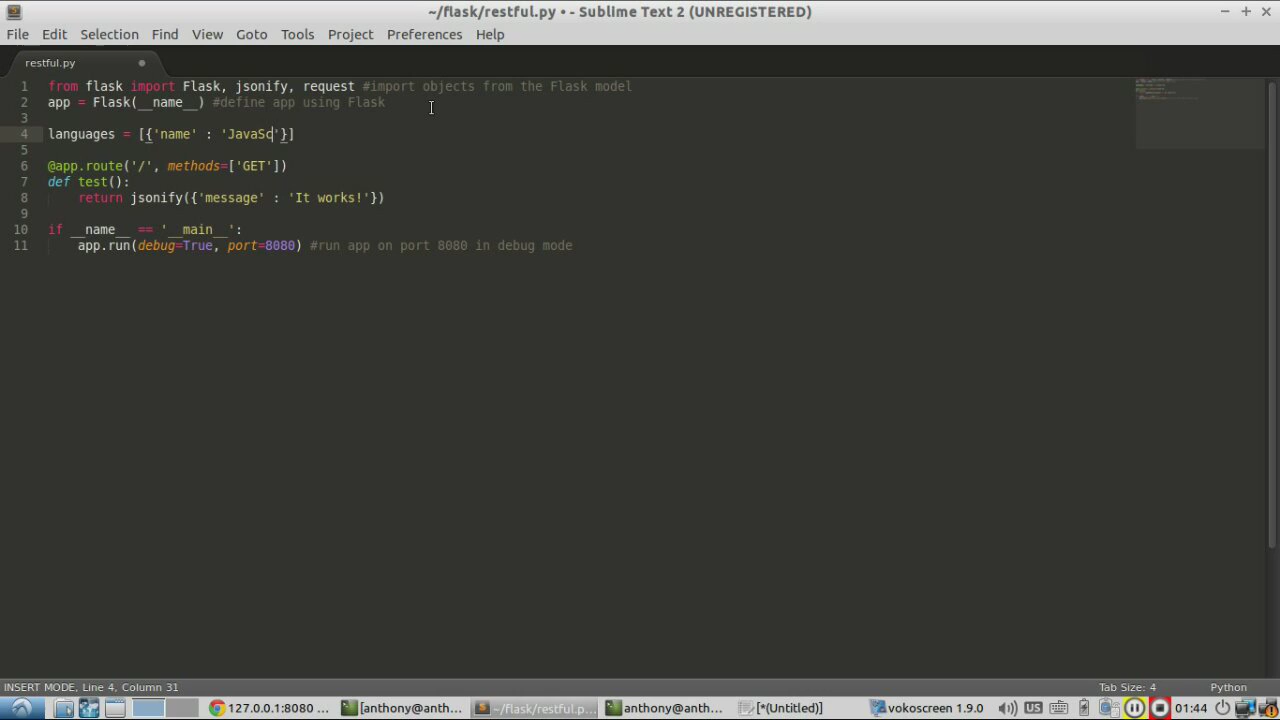 ~/flask/restful.py • - Sublime Text 2 (UNREGISTERED)
File Edit Selection Find View Goto Tools Project Preferences Help
restful.py
1 from flask import Flask, jsonify, request #import objects from the Flask model
2 app = Flask(__name__) #define app using Flask
3
4 languages = [{'name' : 'JavaSc'}]
5
6 @app.route('/', methods=['GET'])
7 def test():
8     return jsonify({'message' : 'It works!'})
9
10 if __name__ == '__main__':
11     app.run(debug=True, port=8080) #run app on port 8080 in debug mode
INSERT MODE, Line 4, Column 31 Tab Size: 4 Python
127.0.0.1:8080 ... [anthony@anth... ~/flask/restful.p... anthony@anth... [*(Untitled)] vokoscreen 1.9.0 US 01:44